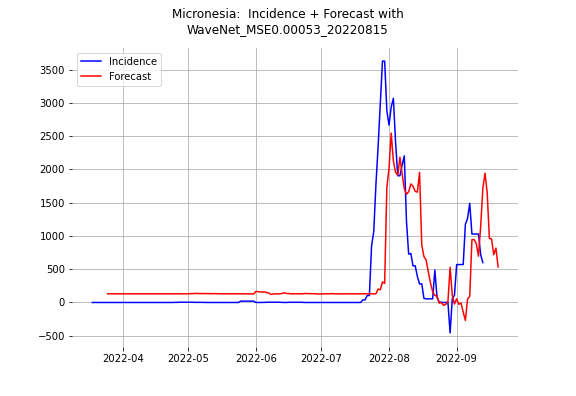 Micronesia:  Incidence + Forecast with
WaveNet_MSE0.00053_20220815
Incidence
Forecast
3500
3000
2500
2000
1500
1000
500
0
−500
2022-04 2022-05 2022-06 2022-07 2022-08 2022-09